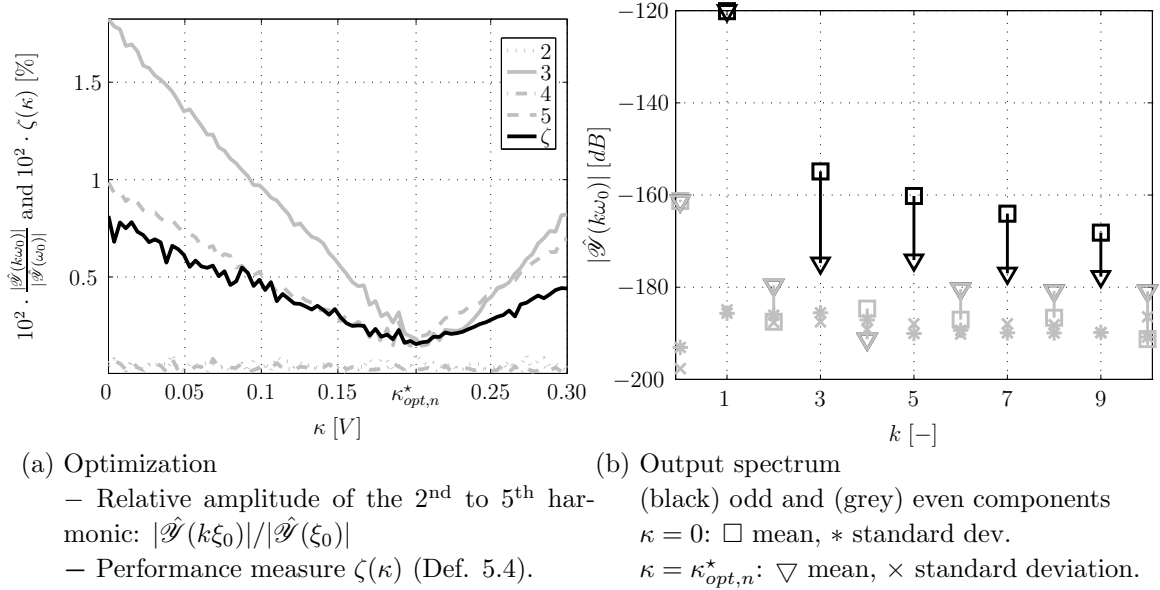 10² · |𝒴̂(kω₀)| / |𝒴̂(ω₀)| and 10² · ζ(κ) [%]
1.5
1
0.5
0
0.05
0.1
0.15
κ⋆opt,n
0.25
0.30
κ [V]
2
3
4
5
ζ
|𝒴̂(kω₀)| [dB]
−120
−140
−160
−180
−200
1
3
5
7
9
k [−]
(a) Optimization
– Relative amplitude of the 2nd to 5th har-
monic: |𝒴̂(kξ₀)|/|𝒴̂(ξ₀)|
– Performance measure ζ(κ) (Def. 5.4).
(b) Output spectrum
(black) odd and (grey) even components
κ = 0: □ mean, ∗ standard dev.
κ = κ⋆opt,n: ▽ mean, × standard deviation.